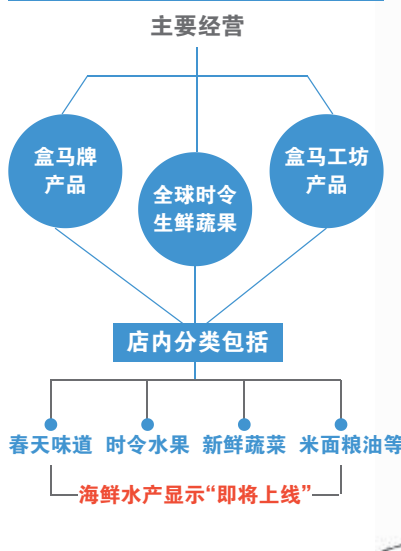 主要经营
盒马牌
产品
全球时令
生鲜蔬果
盒马工坊
产品
店内分类包括
春天味道 时令水果 新鲜蔬菜 米面粮油等
海鲜水产显示“即将上线”